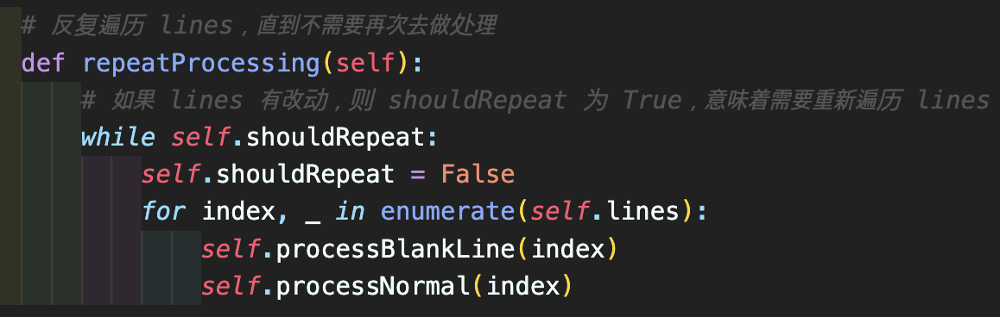 # 反复遍历 lines，直到不需要再次去做处理
def repeatProcessing(self):
# 如果 lines 有改动，则 shouldRepeat 为 True，意味着需要重新遍历 lines
while self.shouldRepeat:
self.shouldRepeat = False
for index, _ in enumerate(self.lines):
self.processBlankLine(index)
self.processNormal(index)